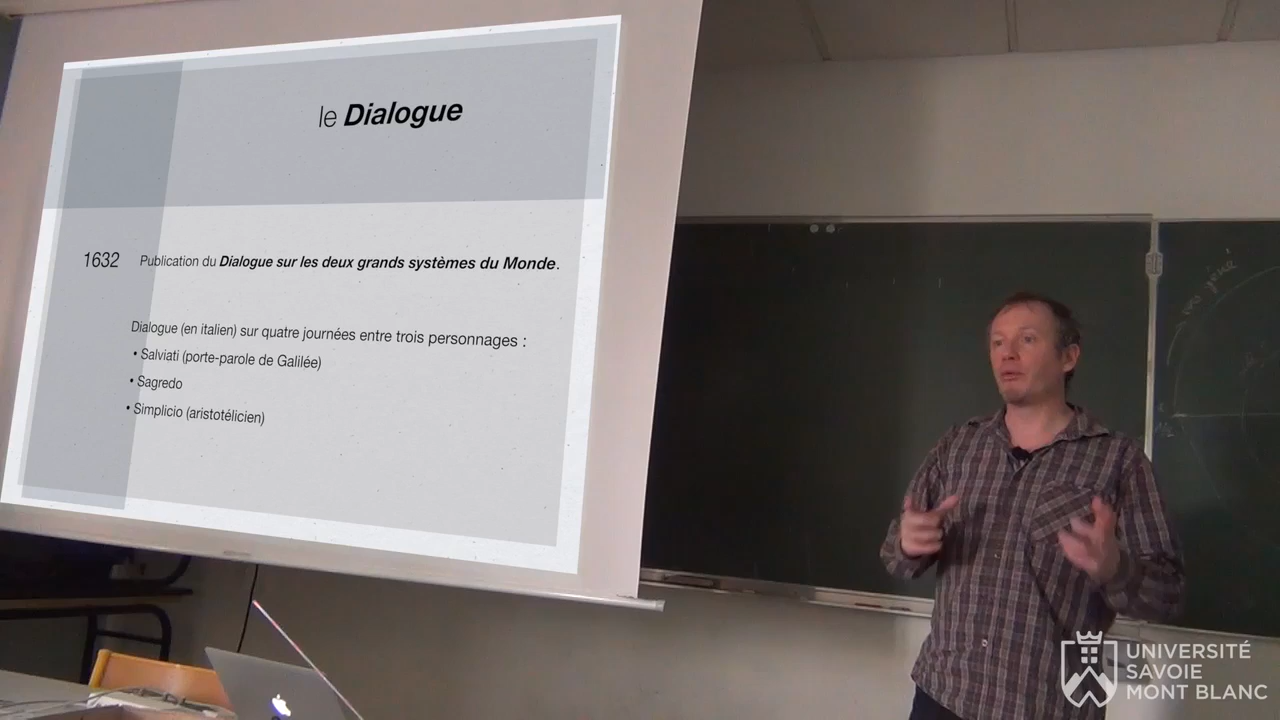 le Dialogue
1632 Publication du Dialogue sur les deux grands systèmes du Monde.
Dialogue (en italien) sur quatre journées entre trois personnages :
• Salviati (porte-parole de Galilée)
• Sagredo
• Simplicio (aristotélicien)
UNIVERSITÉ
SAVOIE
MONT BLANC